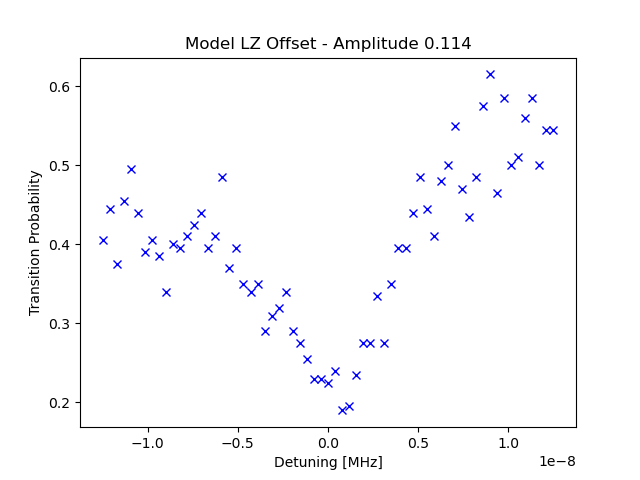 Model LZ Offset - Amplitude 0.114
Transition Probability
0.6
0.5
0.4
0.3
0.2
−1.0 −0.5 0.0 0.5 1.0
1e−8
Detuning [MHz]